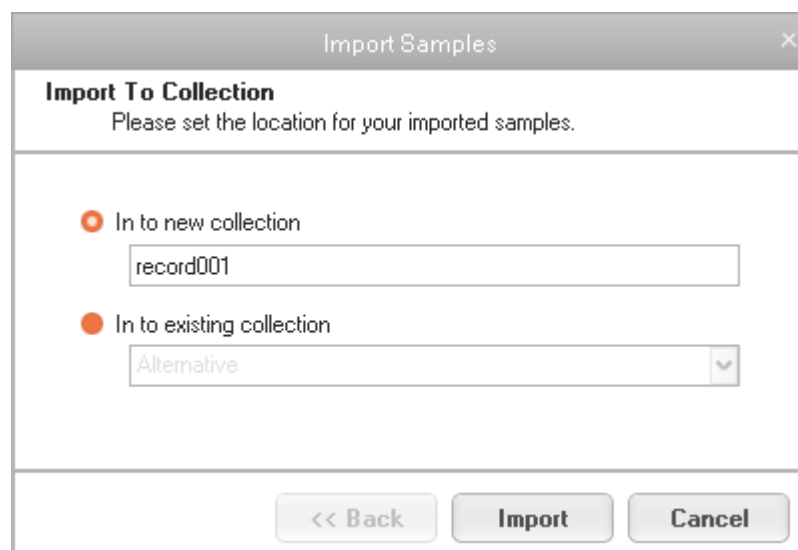 Import Samples
Import To Collection
Please set the location for your imported samples.
In to new collection
record001
In to existing collection
Alternative
<< Back Import Cancel